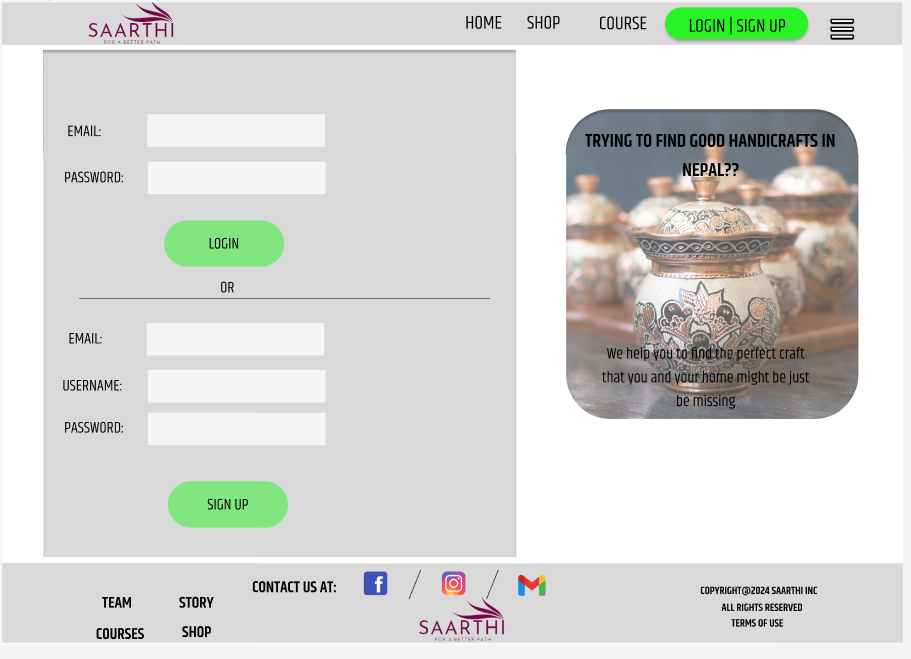 SAARTHI
FOR A BETTER PATH
HOME SHOP COURSE LOGIN | SIGN UP
EMAIL:
PASSWORD:
LOGIN
OR
EMAIL:
USERNAME:
PASSWORD:
SIGN UP
TRYING TO FIND GOOD HANDICRAFTS IN
NEPAL??
We help you to find the perfect craft
that you and your home might be just
be missing
TEAM STORY
COURSES SHOP
CONTACT US AT:
SAARTHI
FOR A BETTER PATH
COPYRIGHT@2024 SAARTHI INC
ALL RIGHTS RESERVED
TERMS OF USE